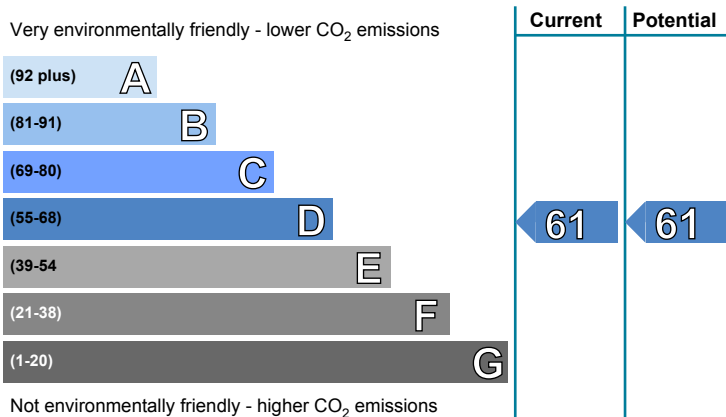 Current Potential
Very environmentally friendly - lower CO2 emissions
(92 plus) A
(81-91) B
(69-80) C
(55-68) D 61 61
(39-54 E
(21-38) F
(1-20) G
Not environmentally friendly - higher CO2 emissions